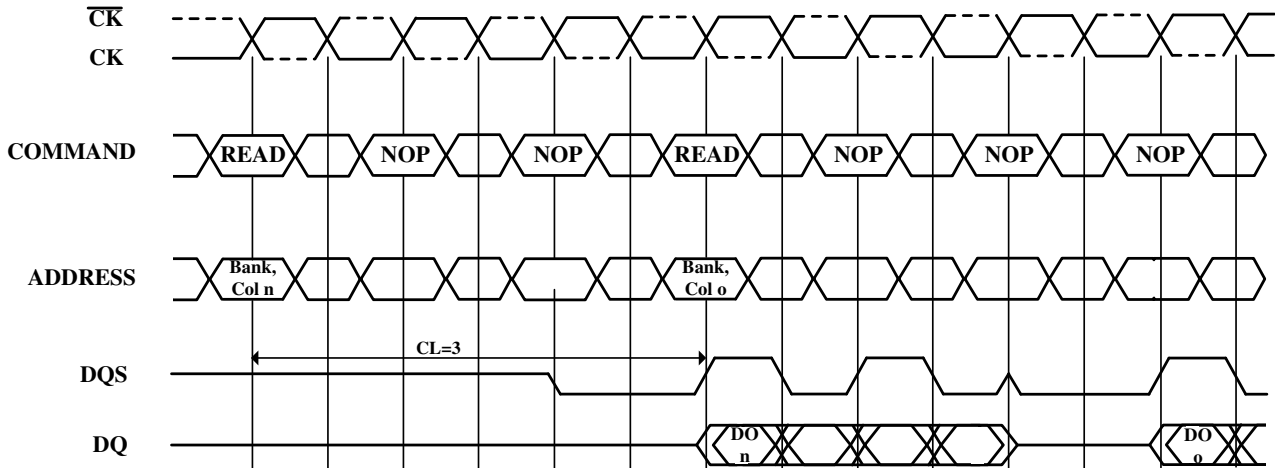 CK
CK
COMMAND
READ NOP NOP READ NOP NOP NOP
ADDRESS
Bank,
Col n
Bank,
Col o
CL=3
DQS
DQ
DO
n
DO
o